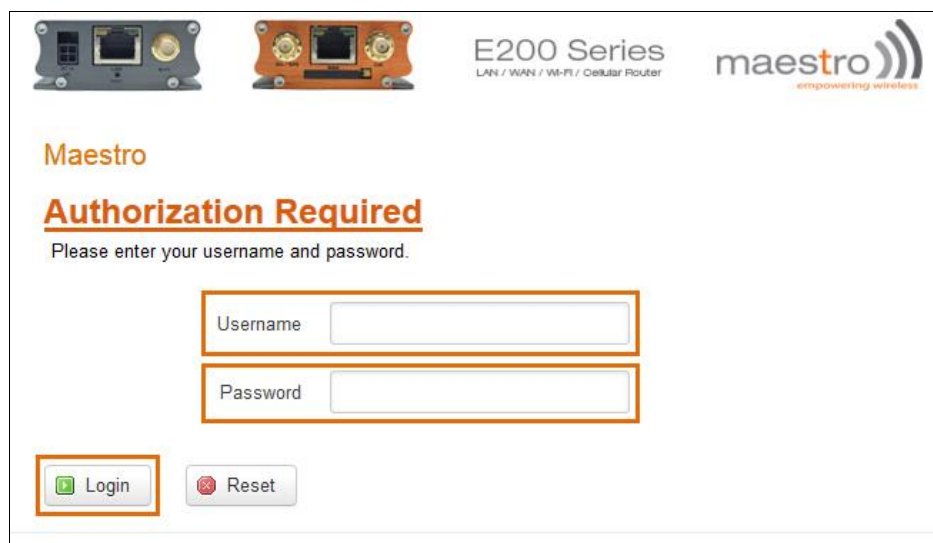 E200 Series
LAN / WAN / Wi-Fi / Cellular Router
maestro
empowering wireless
Maestro
Authorization Required
Please enter your username and password.
Username
Password
Login
Reset